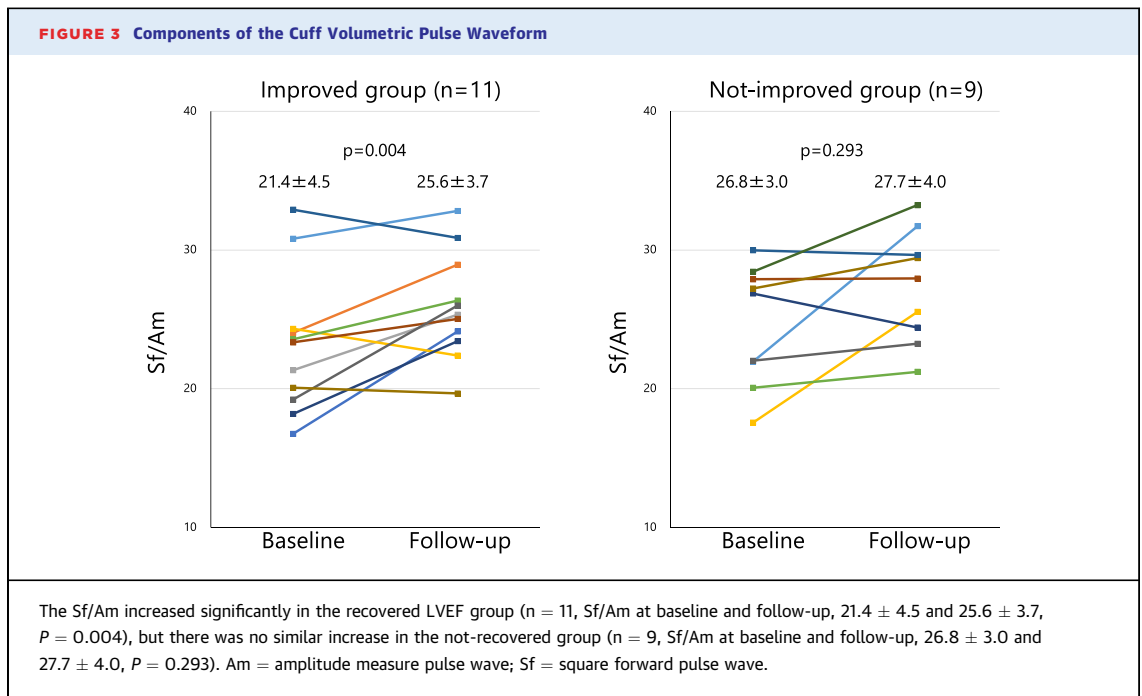 FIGURE 3 Components of the Cuff Volumetric Pulse Waveform
Improved group (n=11)
40
p=0.004
21.4±4.5 25.6±3.7
30
Sf/Am
20
10
Baseline Follow-up
Not-improved group (n=9)
40
p=0.293
26.8±3.0 27.7±4.0
30
Sf/Am
20
10
Baseline Follow-up
The Sf/Am increased significantly in the recovered LVEF group (n = 11, Sf/Am at baseline and follow-up, 21.4 ± 4.5 and 25.6 ± 3.7,
P = 0.004), but there was no similar increase in the not-recovered group (n = 9, Sf/Am at baseline and follow-up, 26.8 ± 3.0 and
27.7 ± 4.0, P = 0.293). Am = amplitude measure pulse wave; Sf = square forward pulse wave.